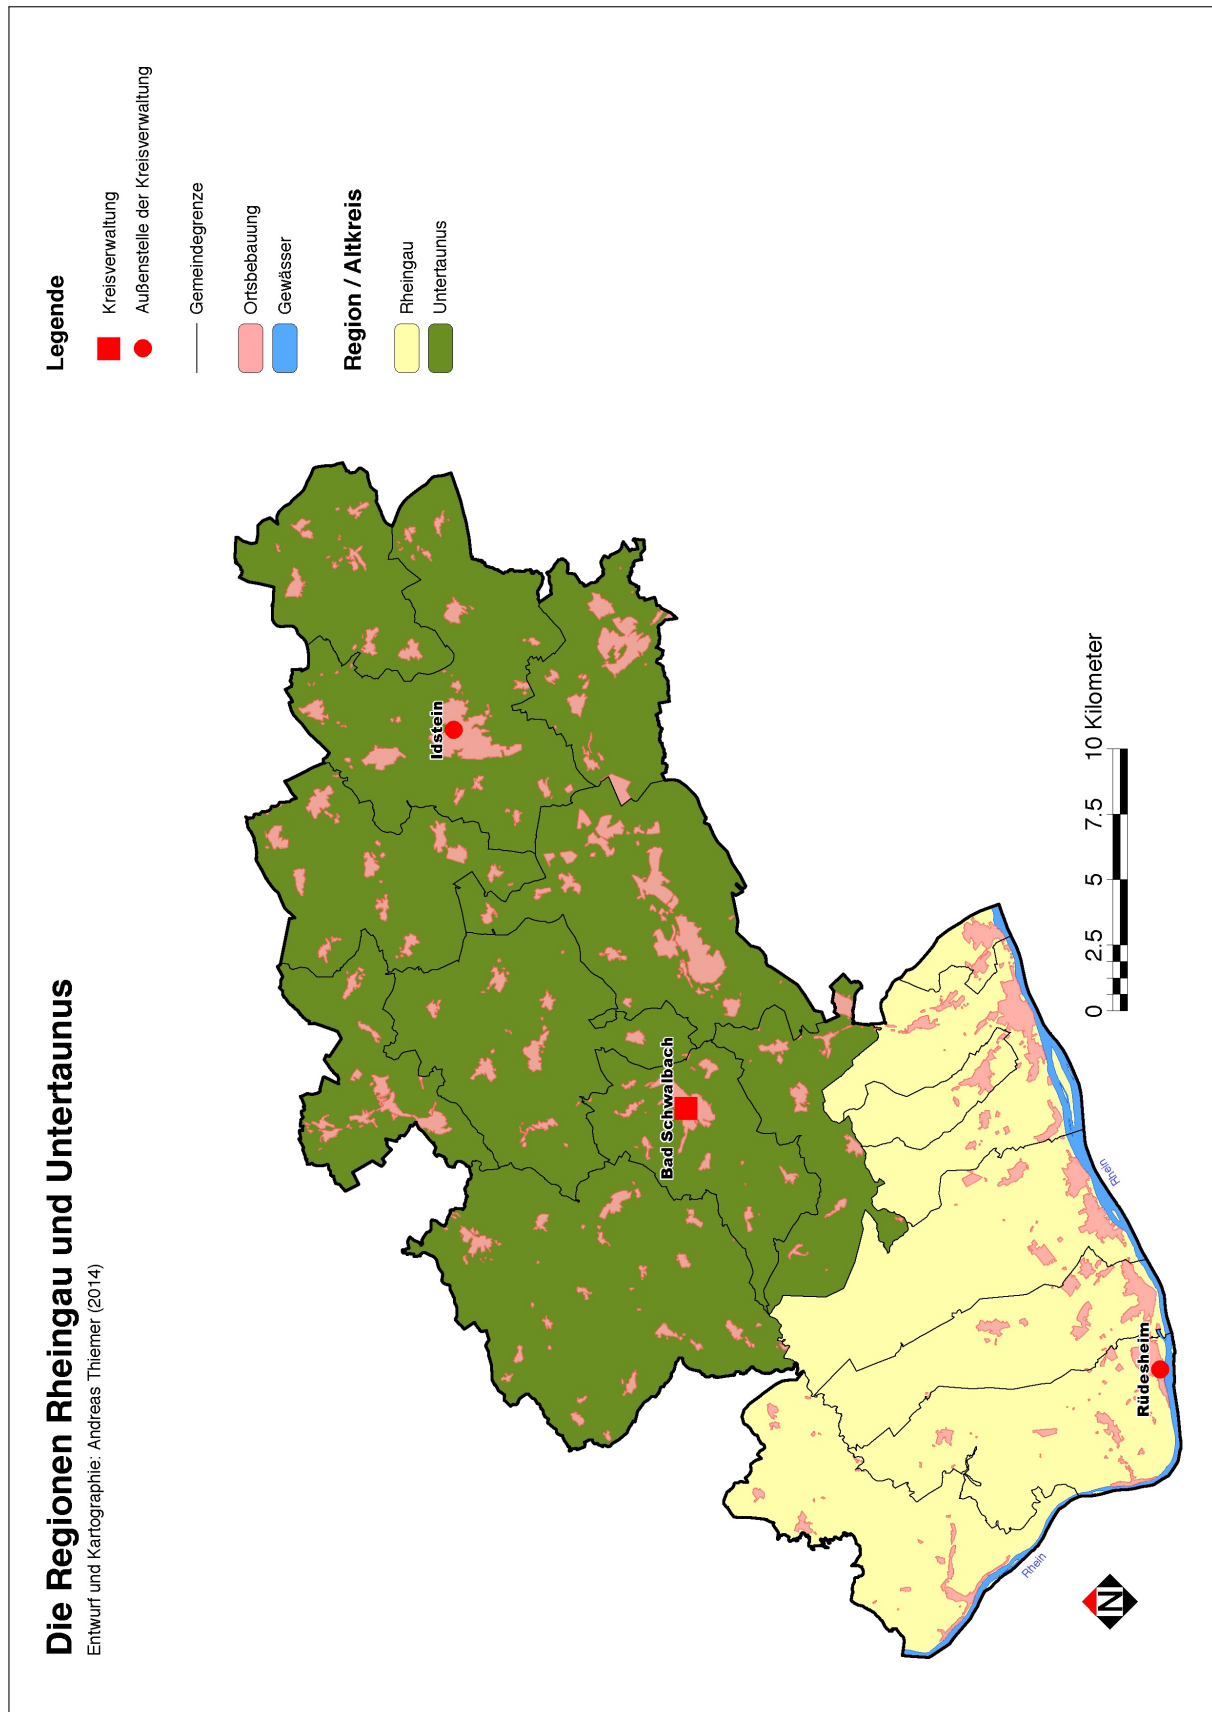 Die Regionen Rheingau und Untertaunus
Entwurf und Kartographie: Andreas Thiemer (2014)
Legende
Kreisverwaltung
Außenstelle der Kreisverwaltung
Gemeindegrenze
Ortsbebauung
Gewässer
Region / Altkreis
Rheingau
Untertaunus
Idstein
Bad Schwalbach
Rüdesheim
Rhein
Rhein
N
0 2.5 5 7.5 10 Kilometer